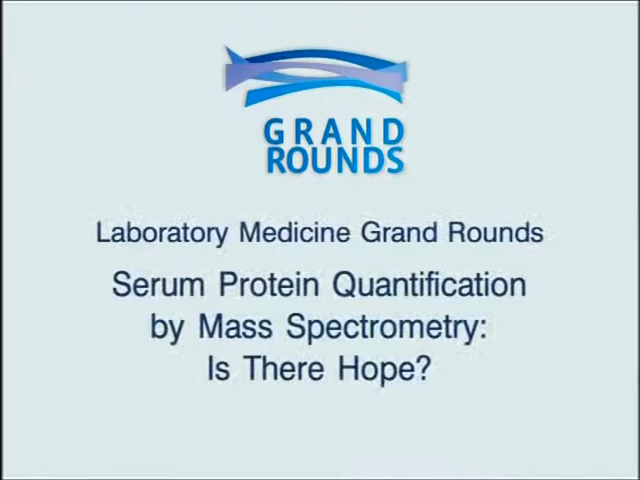 GRAND
ROUNDS
Laboratory Medicine Grand Rounds
Serum Protein Quantification
by Mass Spectrometry:
Is There Hope?